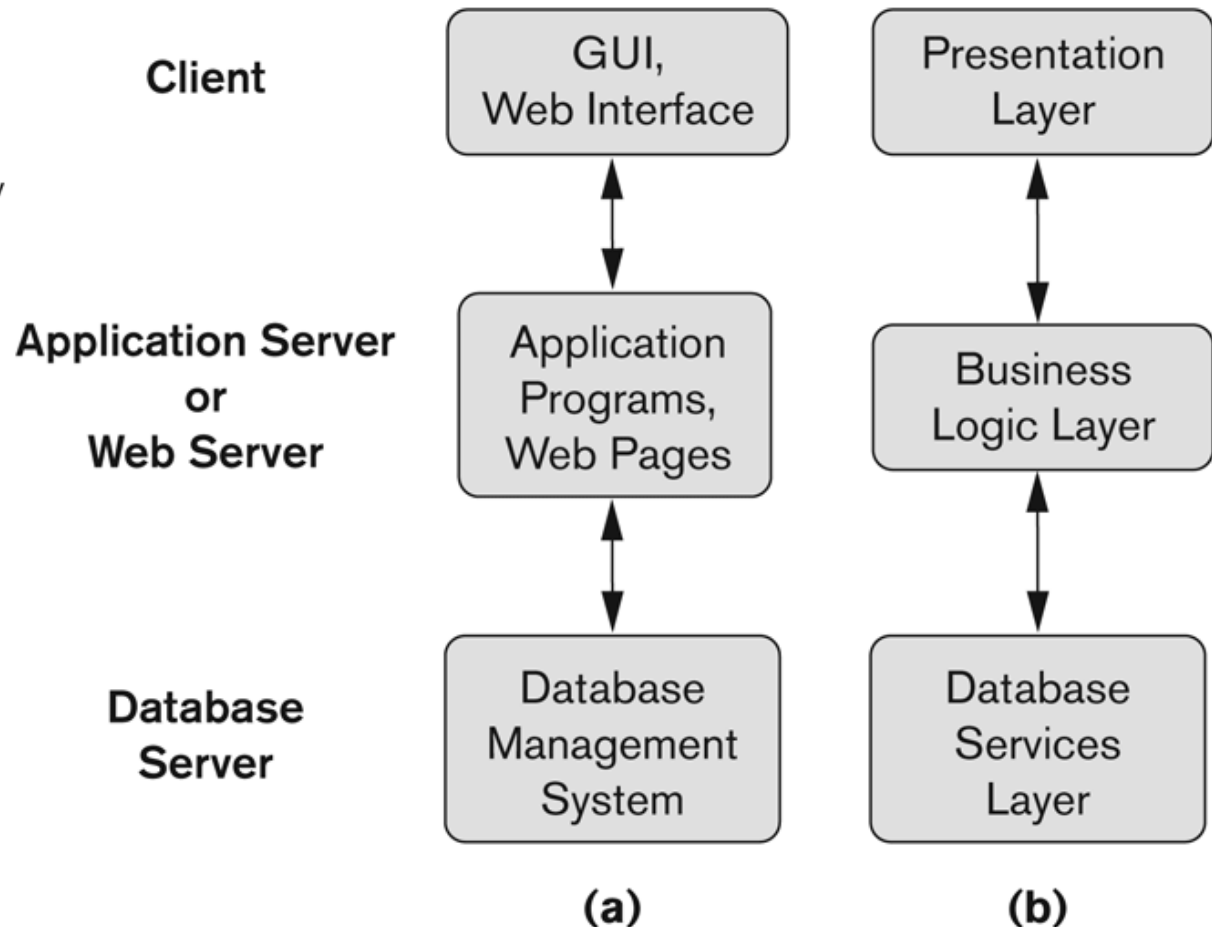 Client
GUI,
Web Interface
Presentation
Layer
Application Server
or
Web Server
Application
Programs,
Web Pages
Business
Logic Layer
Database
Server
Database
Management
System
Database
Services
Layer
(a)
(b)